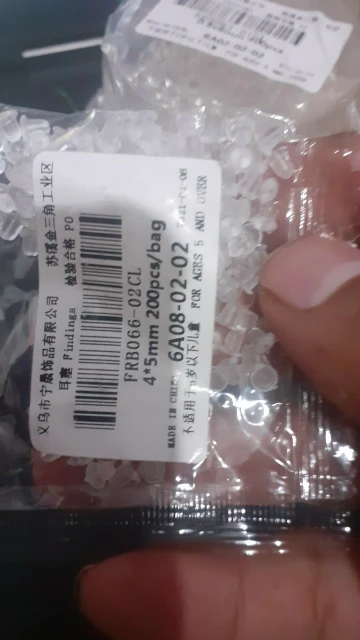 义乌市宁晨饰品有限公司 苏溪金三角工业区
耳塞 Findings 检验合格 PO
FRB066-02CL
4*5mm 200pcs/bag
6A08-02-02
MADE IN CHINA
不适用于 岁以下儿童 FOR AGES 5 AND OVER